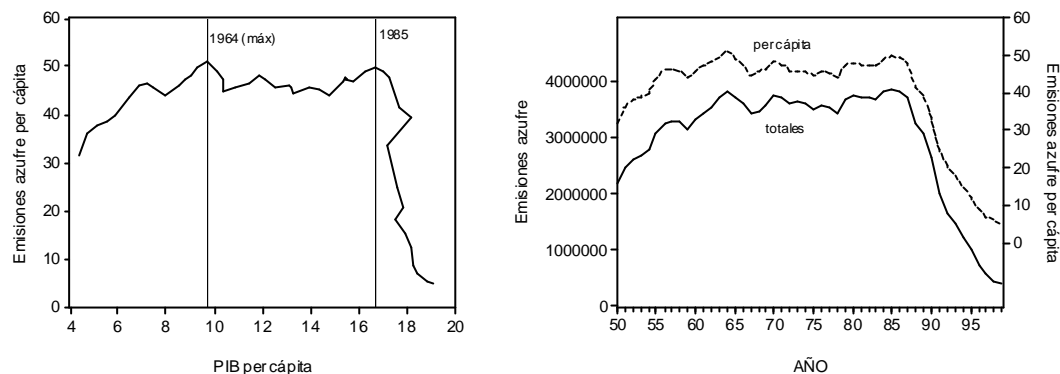 60
50
40
30
20
10
0
Emisiones azufre per cápita
1964 (máx)
1985
4 6 8 10 12 14 16 18 20
PIB per cápita
4000000
3000000
2000000
1000000
0
Emisiones azufre
per cápita
totales
60
50
40
30
20
10
0
Emisiones azufre per cápita
50 55 60 65 70 75 80 85 90 95
AÑO